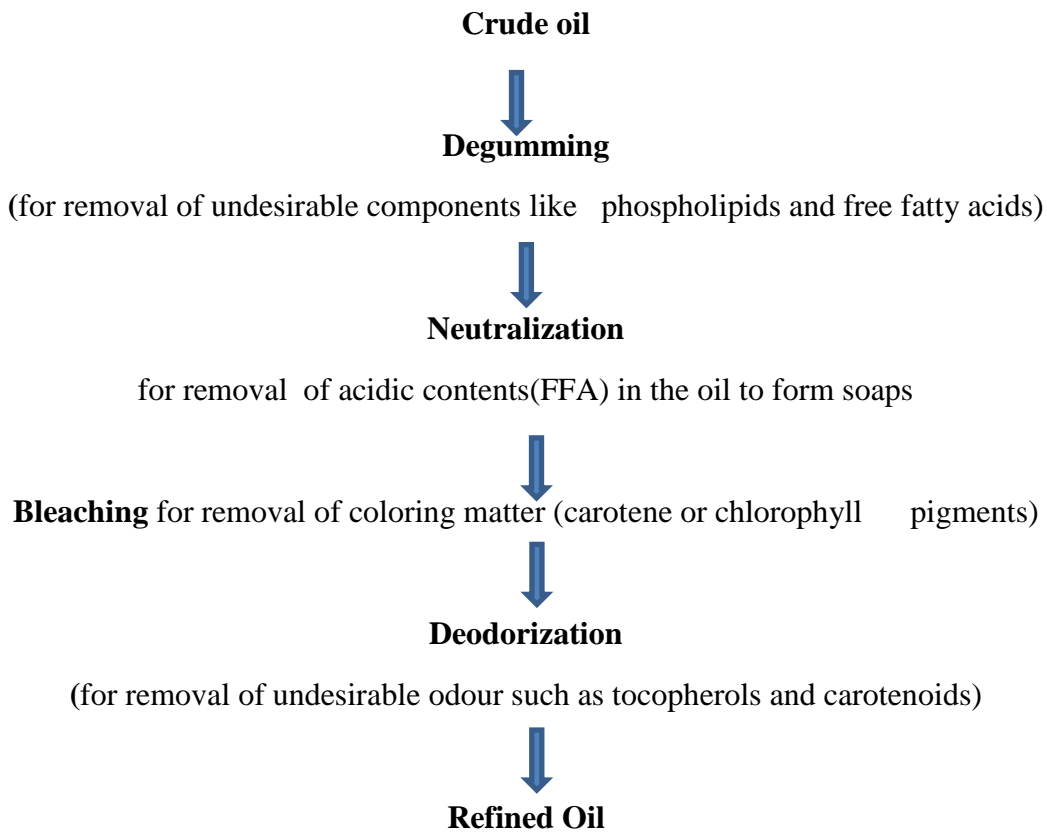 Crude oil
Degumming
(for removal of undesirable components like phospholipids and free fatty acids)
Neutralization
for removal of acidic contents(FFA) in the oil to form soaps
Bleaching for removal of coloring matter (carotene or chlorophyll pigments)
Deodorization
(for removal of undesirable odour such as tocopherols and carotenoids)
Refined Oil